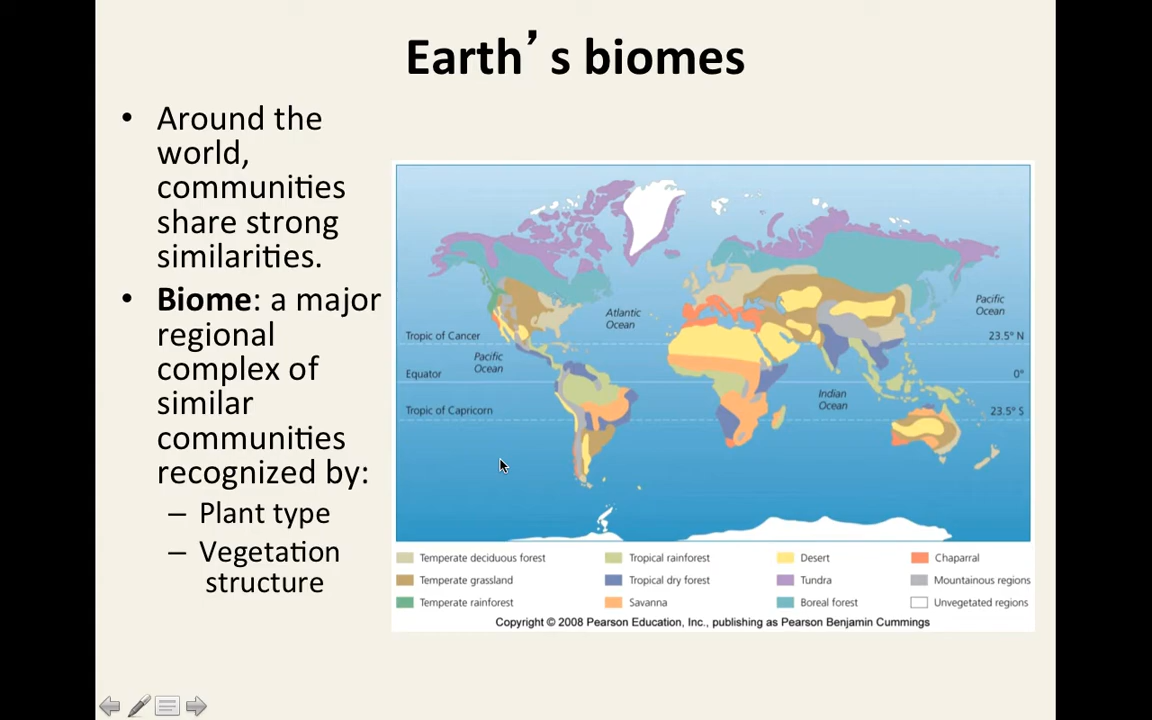 Earth’s biomes
• Around the
world,
communities
share strong
similarities.
• Biome: a major
regional
complex of
similar
communities
recognized by:
– Plant type
– Vegetation
structure
Atlantic
Ocean
Pacific
Ocean
Tropic of Cancer
23.5° N
Pacific
Ocean
Equator
0°
Indian
Ocean
Tropic of Capricorn
23.5° S
Temperate deciduous forest
Tropical rainforest
Desert
Chaparral
Temperate grassland
Tropical dry forest
Tundra
Mountainous regions
Temperate rainforest
Savanna
Boreal forest
Unvegetated regions
Copyright © 2008 Pearson Education, Inc., publishing as Pearson Benjamin Cummings